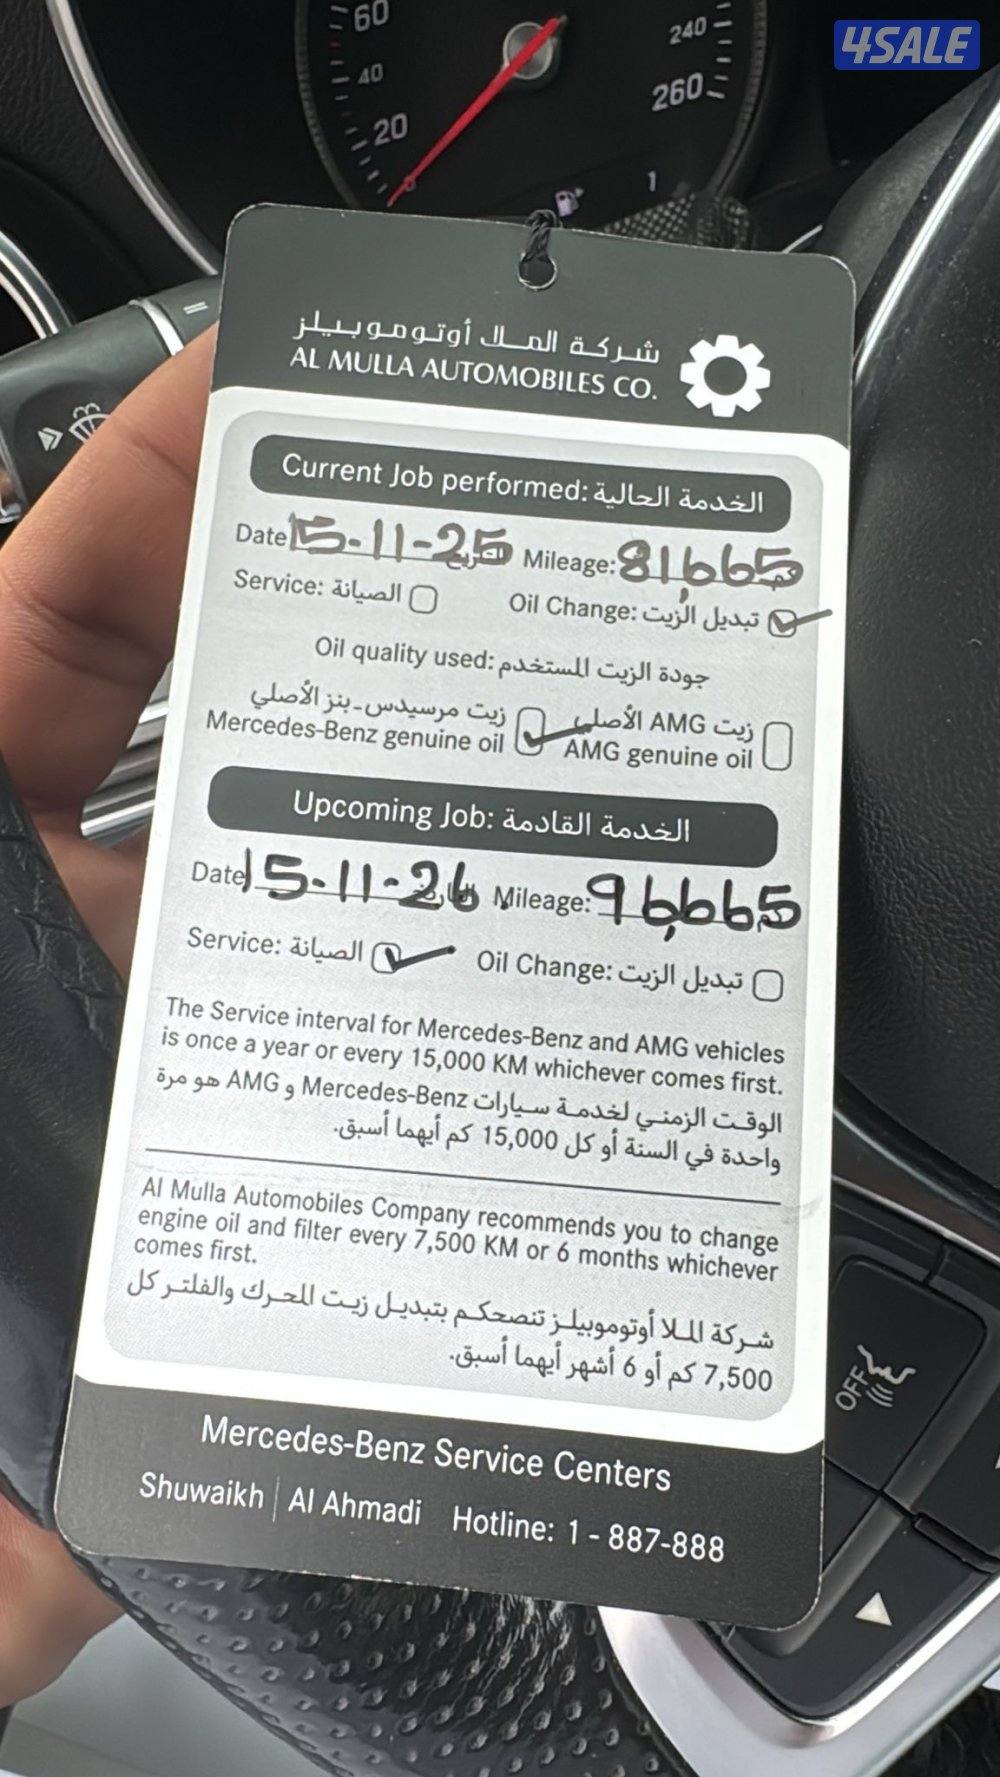 60
40
20
240
260
1
4SALE
شركة الملا أوتوموبيلز
AL MULLA AUTOMOBILES CO.
Current Job performed: الخدمة الحالية:
Date 15-11-25 التاريخ Mileage: 81,665 كم
Service: الصيانة: Oil Change: تبديل الزيت:
Oil quality used: جودة الزيت المستخدم:
زيت مرسيدس-بنز الأصلي زيت AMG الأصلي
Mercedes-Benz genuine oil AMG genuine oil
Upcoming Job: الخدمة القادمة:
Date 15-11-26 التاريخ Mileage: 96,665 كم
Service: الصيانة: Oil Change: تبديل الزيت:
The Service interval for Mercedes-Benz and AMG vehicles
is once a year or every 15,000 KM whichever comes first.
الوقت الزمني لخدمة سيارات Mercedes-Benz و AMG هو مرة
واحدة في السنة أو كل 15,000 كم أيهما أسبق.
Al Mulla Automobiles Company recommends you to change
engine oil and filter every 7,500 KM or 6 months whichever
comes first.
شركة الملا أوتوموبيلز تنصحكم بتبديل زيت المحرك والفلتر كل
7,500 كم أو 6 أشهر أيهما أسبق.
Mercedes-Benz Service Centers
Shuwaikh | Al Ahmadi Hotline: 1 - 887-888
OFF